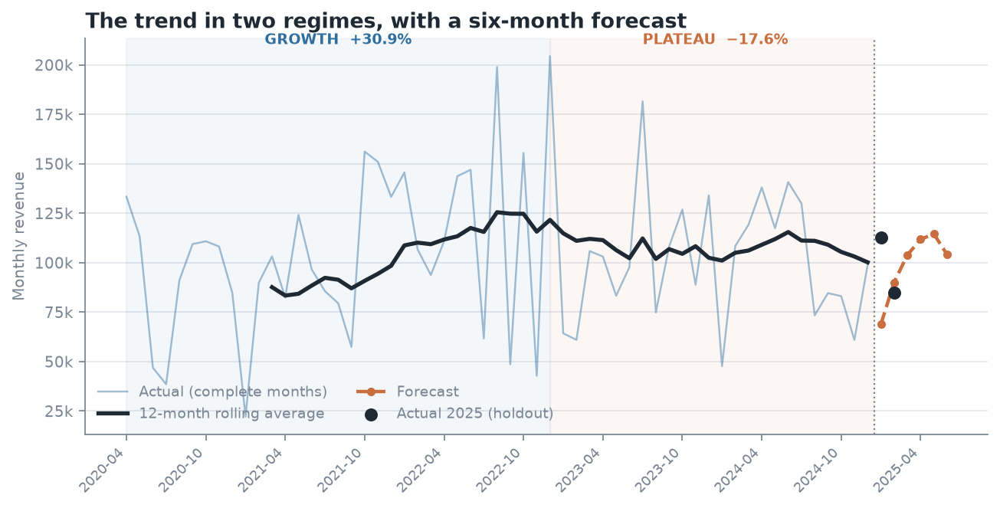 The trend in two regimes, with a six-month forecast
GROWTH +30.9%
PLATEAU −17.6%
Monthly revenue
200k
175k
150k
125k
100k
75k
50k
25k
Actual (complete months)
12-month rolling average
Forecast
Actual 2025 (holdout)
2020-04
2020-10
2021-04
2021-10
2022-04
2022-10
2023-04
2023-10
2024-04
2024-10
2025-04